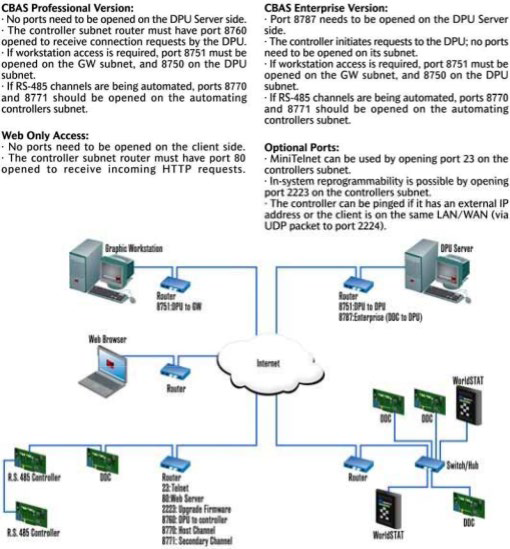 CBAS Professional Version:
· No ports need to be opened on the DPU Server side.
· The controller subnet router must have port 8760
opened to receive connection requests by the DPU.
· If workstation access is required, port 8751 must be
opened on the GW subnet, and 8750 on the DPU
subnet.
· If RS-485 channels are being automated, ports 8770
and 8771 should be opened on the automating
controllers subnet.
Web Only Access:
· No ports need to be opened on the client side.
· The controller subnet router must have port 80
opened to receive incoming HTTP requests.
CBAS Enterprise Version:
· Port 8787 needs to be opened on the DPU Server
side.
· The controller initiates requests to the DPU; no ports
need to be opened on its subnet.
· If workstation access is required, port 8751 must be
opened on the GW subnet, and 8750 on the DPU
subnet.
· If RS-485 channels are being automated, ports 8770
and 8771 should be opened on the automating
controllers subnet.
Optional Ports:
· MiniTelnet can be used by opening port 23 on the
controllers subnet.
· In-system reprogrammability is possible by opening
port 2223 on the controllers subnet.
· The controller can be pinged if it has an external IP
address or the client is on the same LAN/WAN (via
UDP packet to port 2224).
Graphic Workstation
Router
8751:DPU to GW
DPU Server
Router
8751:DPU to DPU
8787:Enterprise (DDC to DPU)
Web Browser
Router
Internet
WorldSTAT
DDC
DDC
Switch/Hub
Router
WorldSTAT
DDC
R.S. 485 Controller
DDC
Router
23: Telnet
80:Web Server
2223: Upgrade Firmware
8760: DPU to controller
8770: Host Channel
8771: Secondary Channel
R.S. 485 Controller